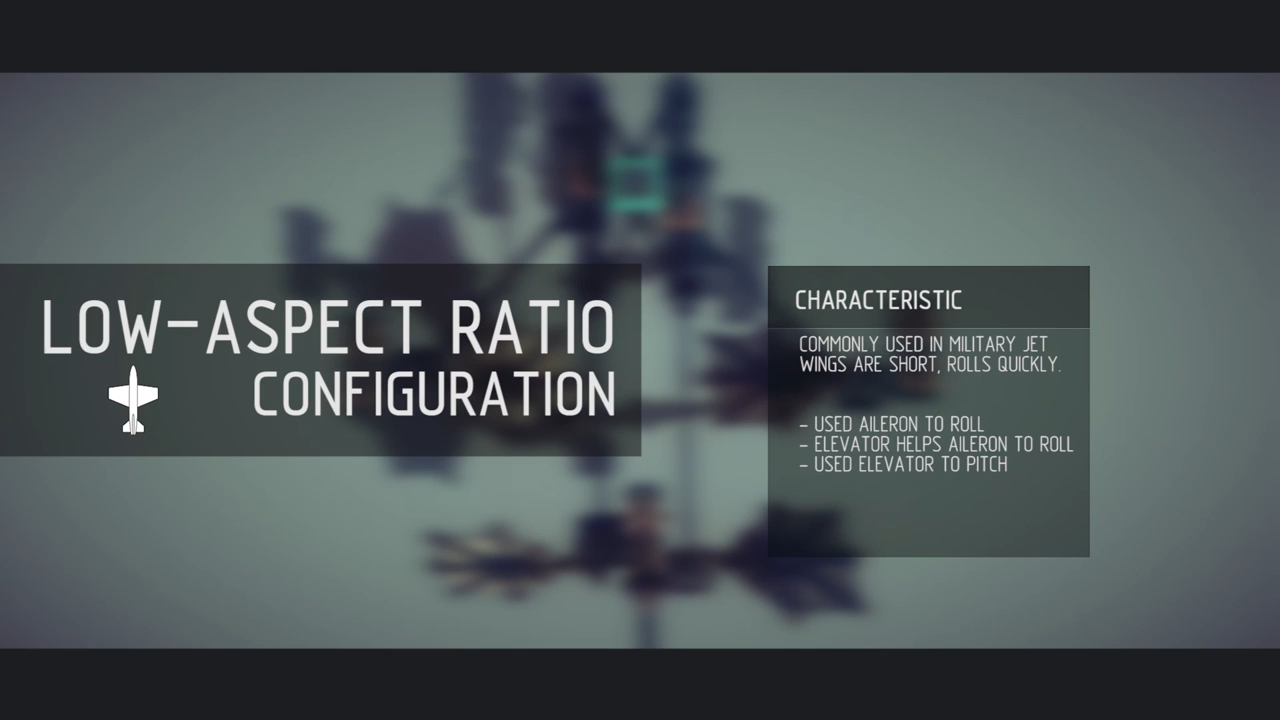 LOW-ASPECT RATIO
CONFIGURATION
CHARACTERISTIC
COMMONLY USED IN MILITARY JET
WINGS ARE SHORT, ROLLS QUICKLY.
- USED AILERON TO ROLL
- ELEVATOR HELPS AILERON TO ROLL
- USED ELEVATOR TO PITCH